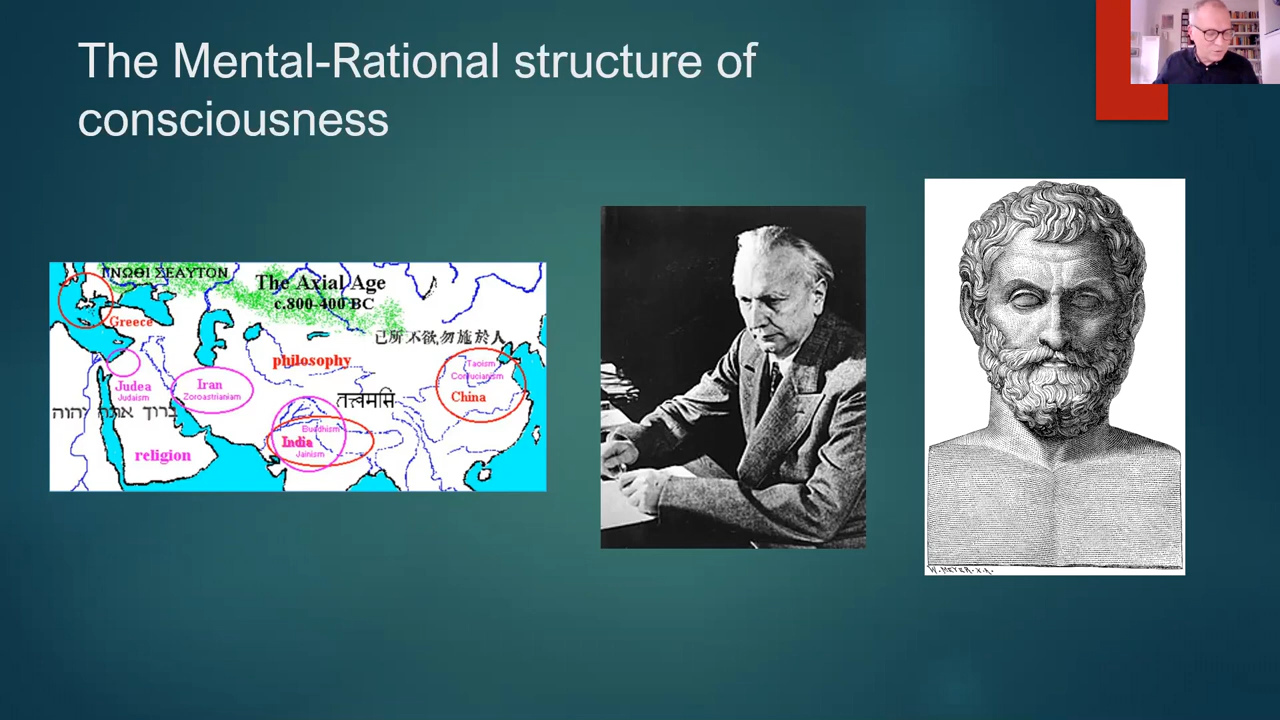 The Mental-Rational structure of
consciousness
ΓΝΩΘΙ ΣΕΑΥΤΟΝ
The Axial Age
c.800-400 BC
Greece
己所不欲,勿施於人
philosophy
Taoism
Confucianism
China
Judea
Judaism
Iran
Zoroastrianism
יהוה
ברוך אתה
तत्त्वमसि
Buddhism
India
Jainism
religion
W. MEYER. X.A.